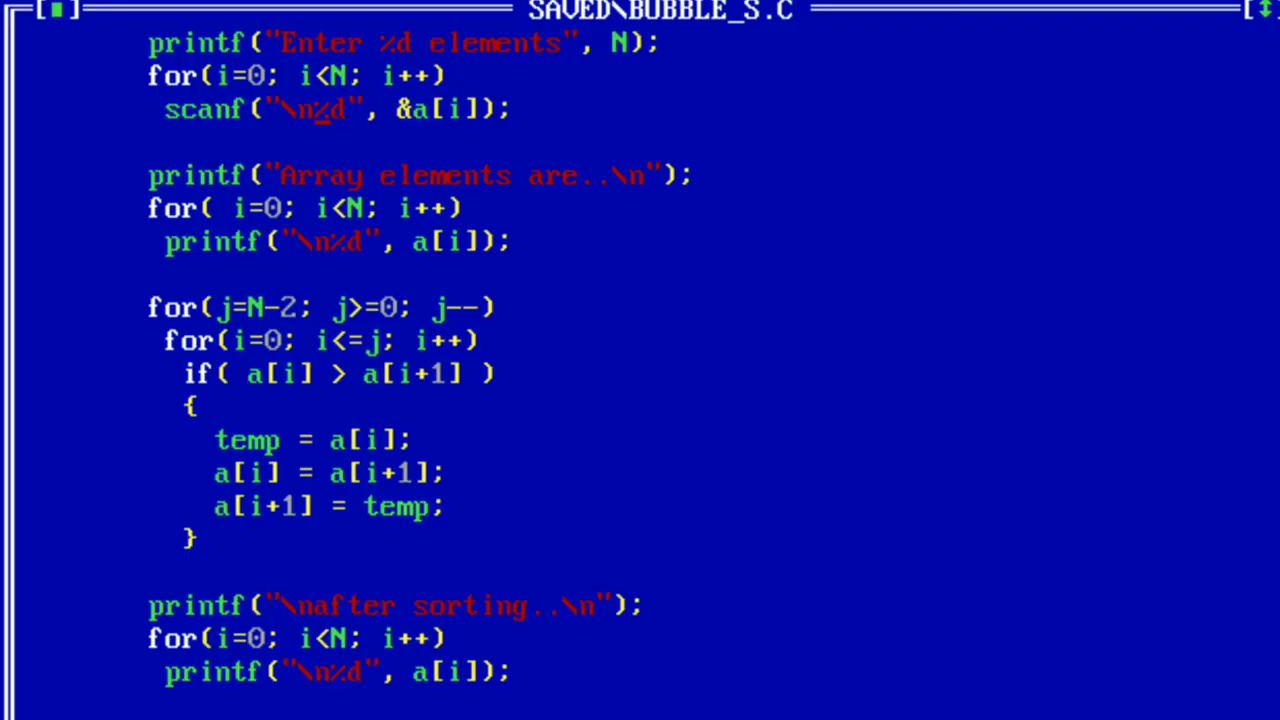 SAVED\BUBBLE_S.C
printf("Enter %d elements", N);
for(i=0; i<N; i++)
scanf("\n%d", &a[i]);
printf("Array elements are..\n");
for( i=0; i<N; i++)
printf("\n%d", a[i]);
for(j=N-2; j>=0; j--)
for(i=0; i<=j; i++)
if( a[i] > a[i+1] )
{
temp = a[i];
a[i] = a[i+1];
a[i+1] = temp;
}
printf("\nafter sorting..\n");
for(i=0; i<N; i++)
printf("\n%d", a[i]);